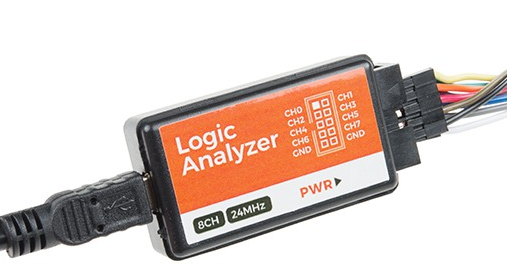 Logic
Analyzer
CH0 CH1
CH2 CH3
CH4 CH5
CH6 CH7
GND GND
PWR▶
8CH 24MHz